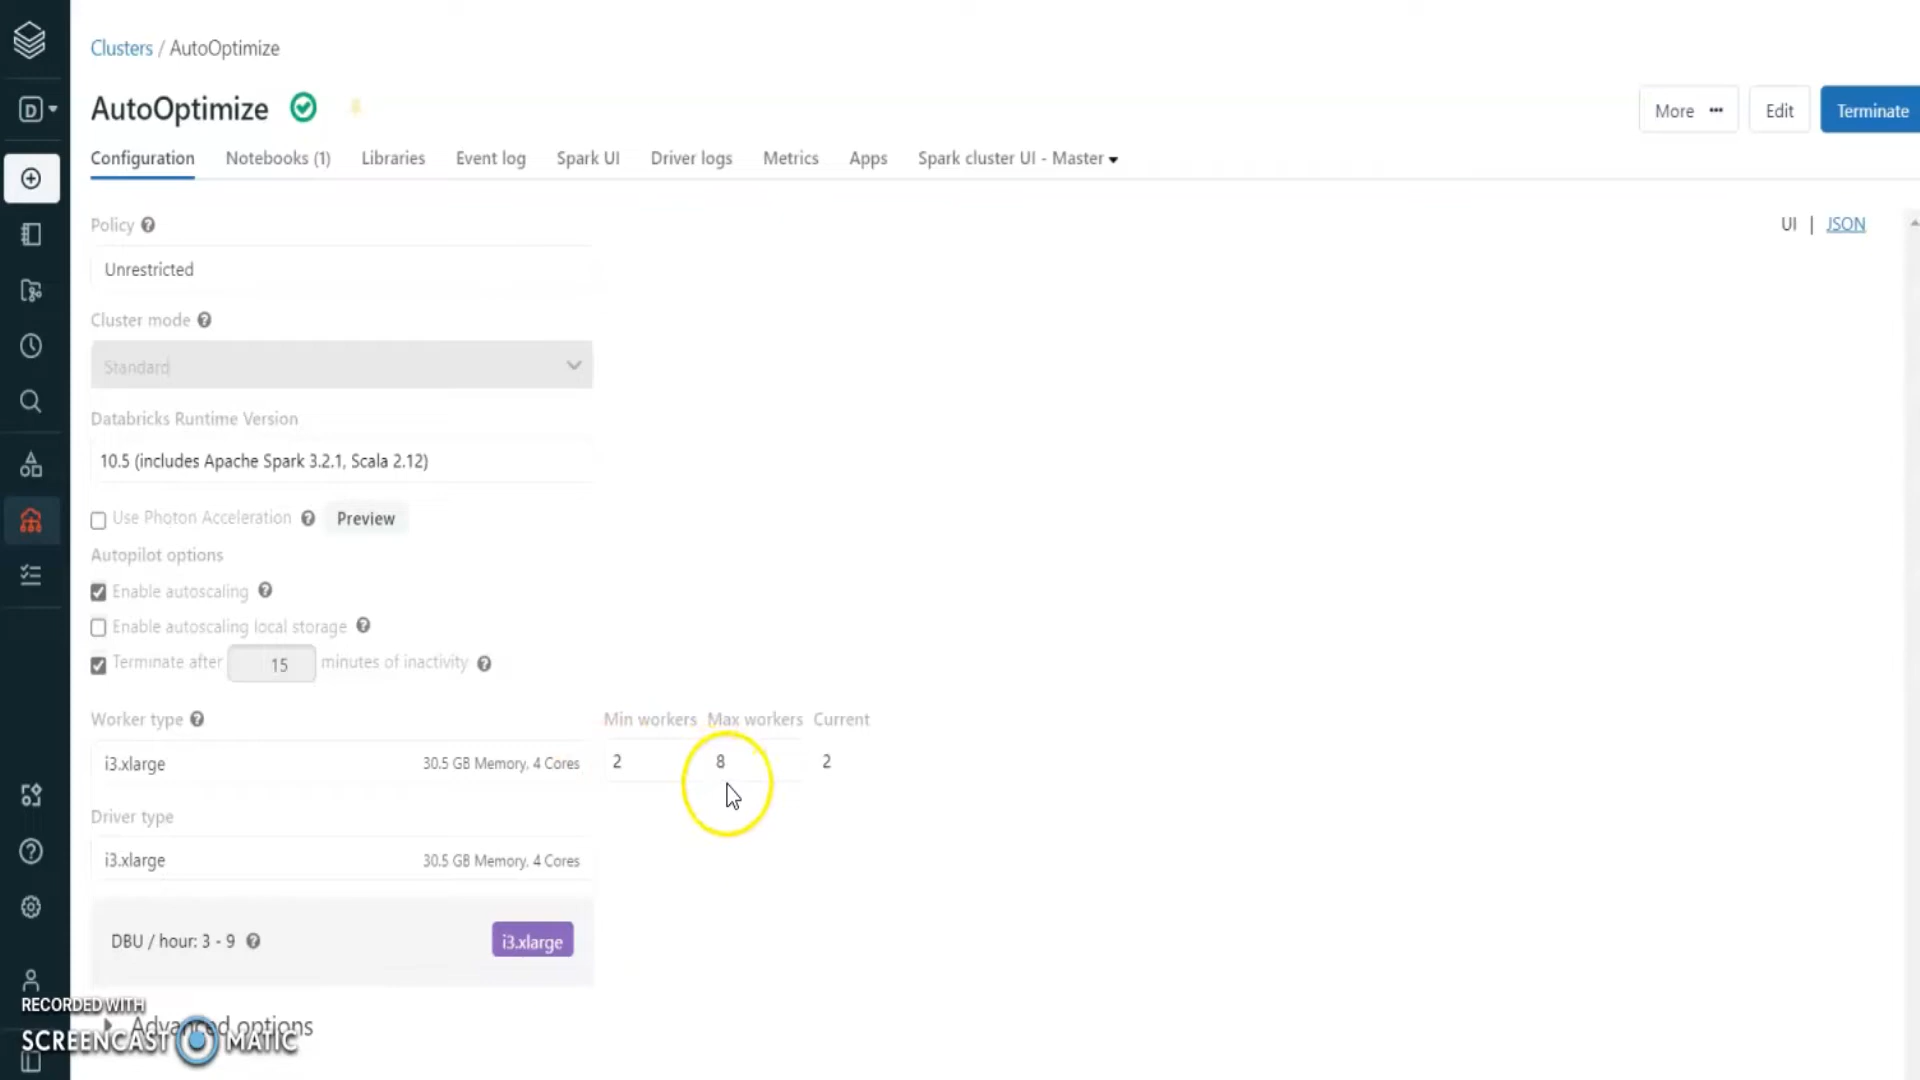 Clusters / AutoOptimize
D
AutoOptimize
More ···
Edit
Terminate
Configuration
Notebooks (1)
Libraries
Event log
Spark UI
Driver logs
Metrics
Apps
Spark cluster UI - Master
Policy ?
UI | JSON
Unrestricted
Cluster mode ?
Standard
Databricks Runtime Version
10.5 (includes Apache Spark 3.2.1, Scala 2.12)
Use Photon Acceleration ? Preview
Autopilot options
Enable autoscaling ?
Enable autoscaling local storage ?
Terminate after 15 minutes of inactivity ?
Worker type ?
Min workers Max workers Current
i3.xlarge 30.5 GB Memory, 4 Cores 2 8 2
Driver type
i3.xlarge 30.5 GB Memory, 4 Cores
DBU / hour: 3 - 9 ? i3.xlarge
Advanced options
RECORDED WITH
SCREENCAST MATIC